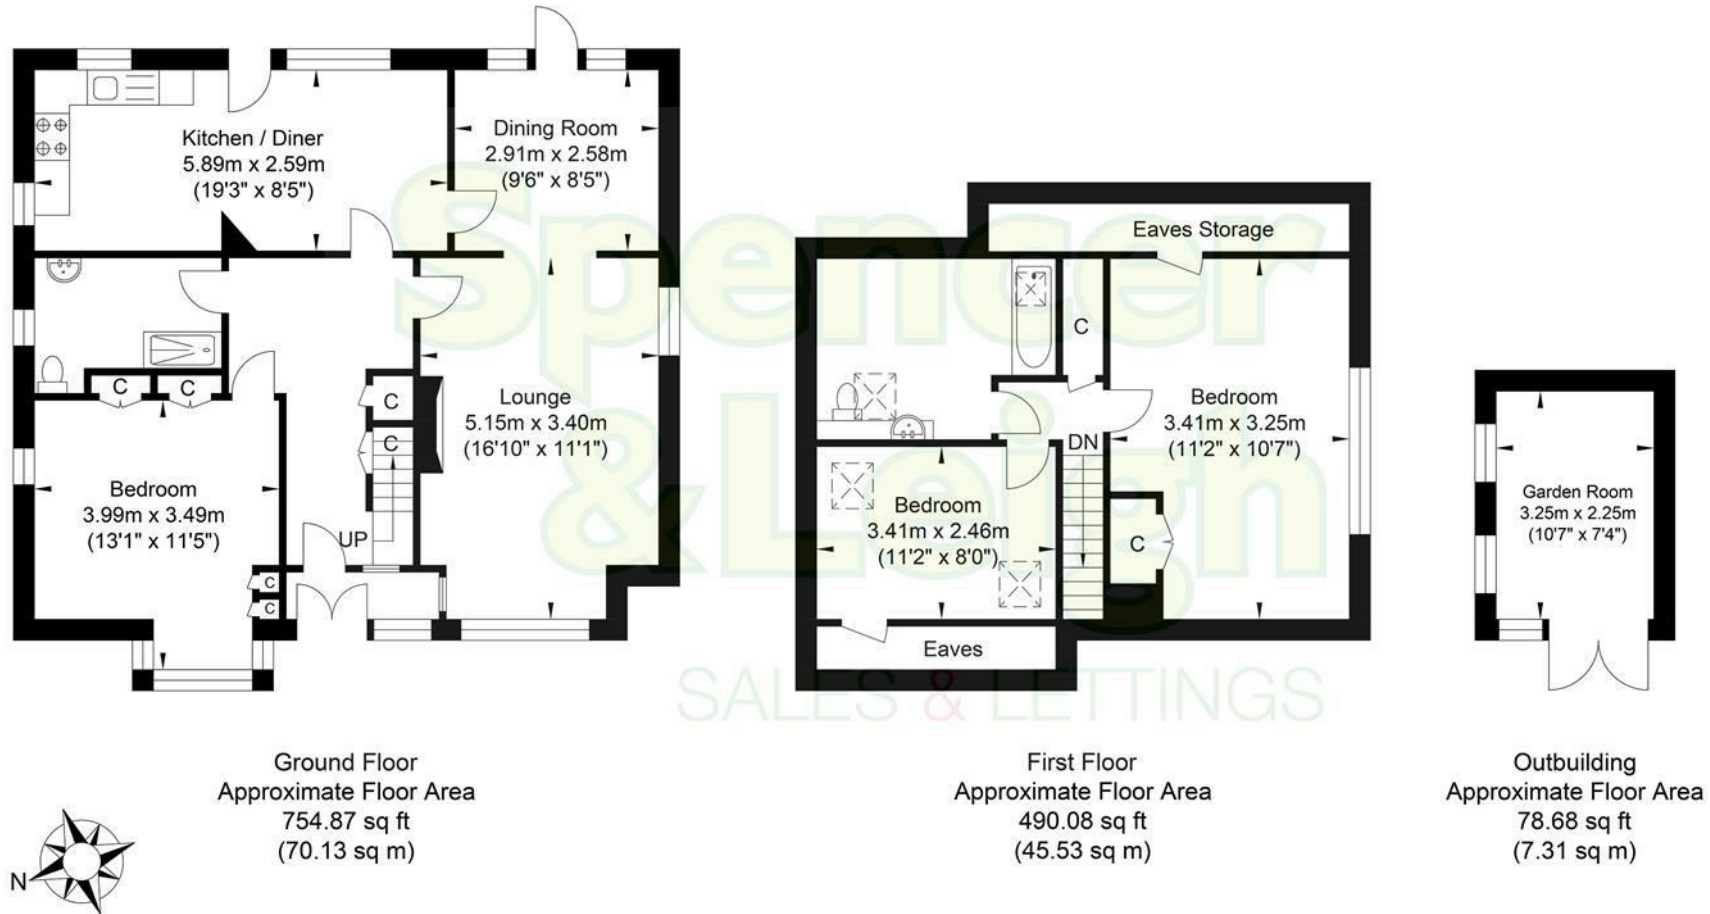 Kitchen / Diner
5.89m x 2.59m
(19'3" x 8'5")
Dining Room
2.91m x 2.58m
(9'6" x 8'5")
C
C
C
C
Lounge
5.15m x 3.40m
(16'10" x 11'1")
Bedroom
3.99m x 3.49m
(13'1" x 11'5")
UP
C
C
Eaves Storage
C
Bedroom
3.41m x 3.25m
(11'2" x 10'7")
DN
Bedroom
3.41m x 2.46m
(11'2" x 8'0")
C
Eaves
Garden Room
3.25m x 2.25m
(10'7" x 7'4")
Spencer
& Leigh
& Leigh
SALES & LETTINGS
Ground Floor
Approximate Floor Area
754.87 sq ft
(70.13 sq m)
First Floor
Approximate Floor Area
490.08 sq ft
(45.53 sq m)
Outbuilding
Approximate Floor Area
78.68 sq ft
(7.31 sq m)
N